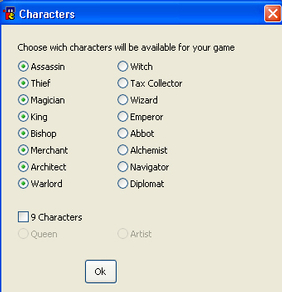 Characters
Choose wich characters will be available for your game
Assassin Witch
Thief Tax Collector
Magician Wizard
King Emperor
Bishop Abbot
Merchant Alchemist
Architect Navigator
Warlord Diplomat
9 Characters
Queen Artist
Ok